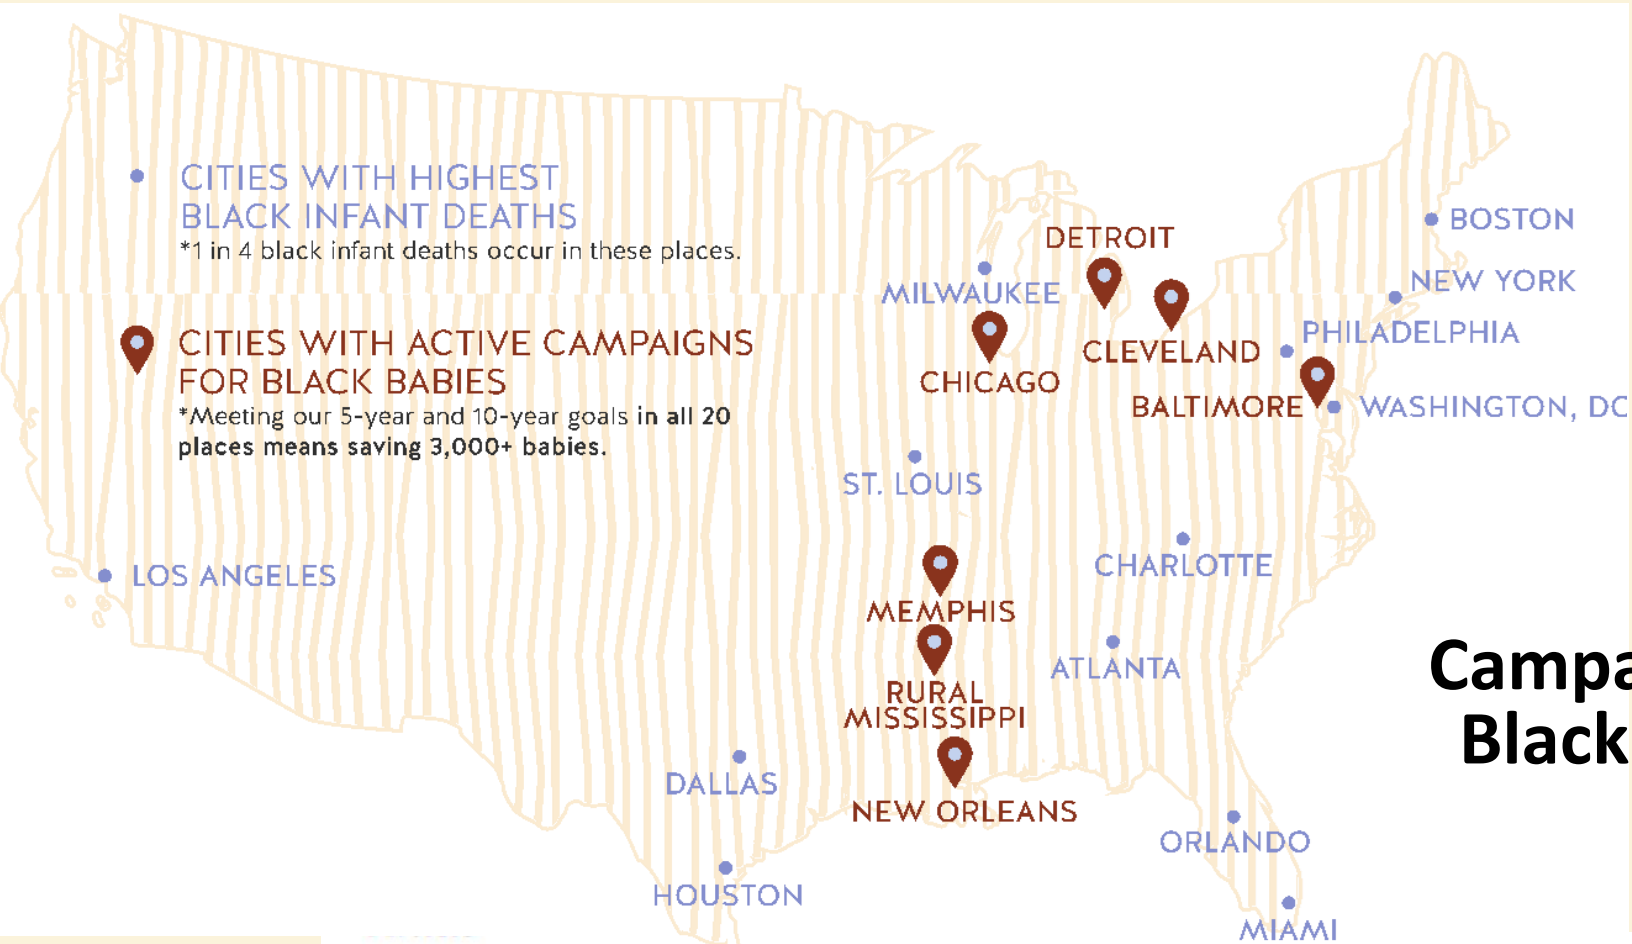 CITIES WITH HIGHEST
BLACK INFANT DEATHS
*1 in 4 black infant deaths occur in these places.
CITIES WITH ACTIVE CAMPAIGNS
FOR BLACK BABIES
*Meeting our 5-year and 10-year goals in all 20
places means saving 3,000+ babies.
BOSTON
DETROIT
NEW YORK
MILWAUKEE
PHILADELPHIA
CLEVELAND
CHICAGO
BALTIMORE
WASHINGTON, DC
ST. LOUIS
CHARLOTTE
LOS ANGELES
MEMPHIS
ATLANTA
RURAL
MISSISSIPPI
DALLAS
NEW ORLEANS
ORLANDO
HOUSTON
MIAMI
Black